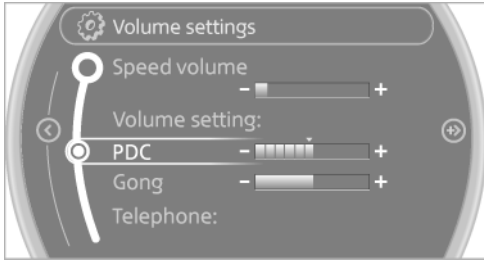 Volume settings
Speed volume
- +
Volume setting:
PDC - +
Gong - +
Telephone: